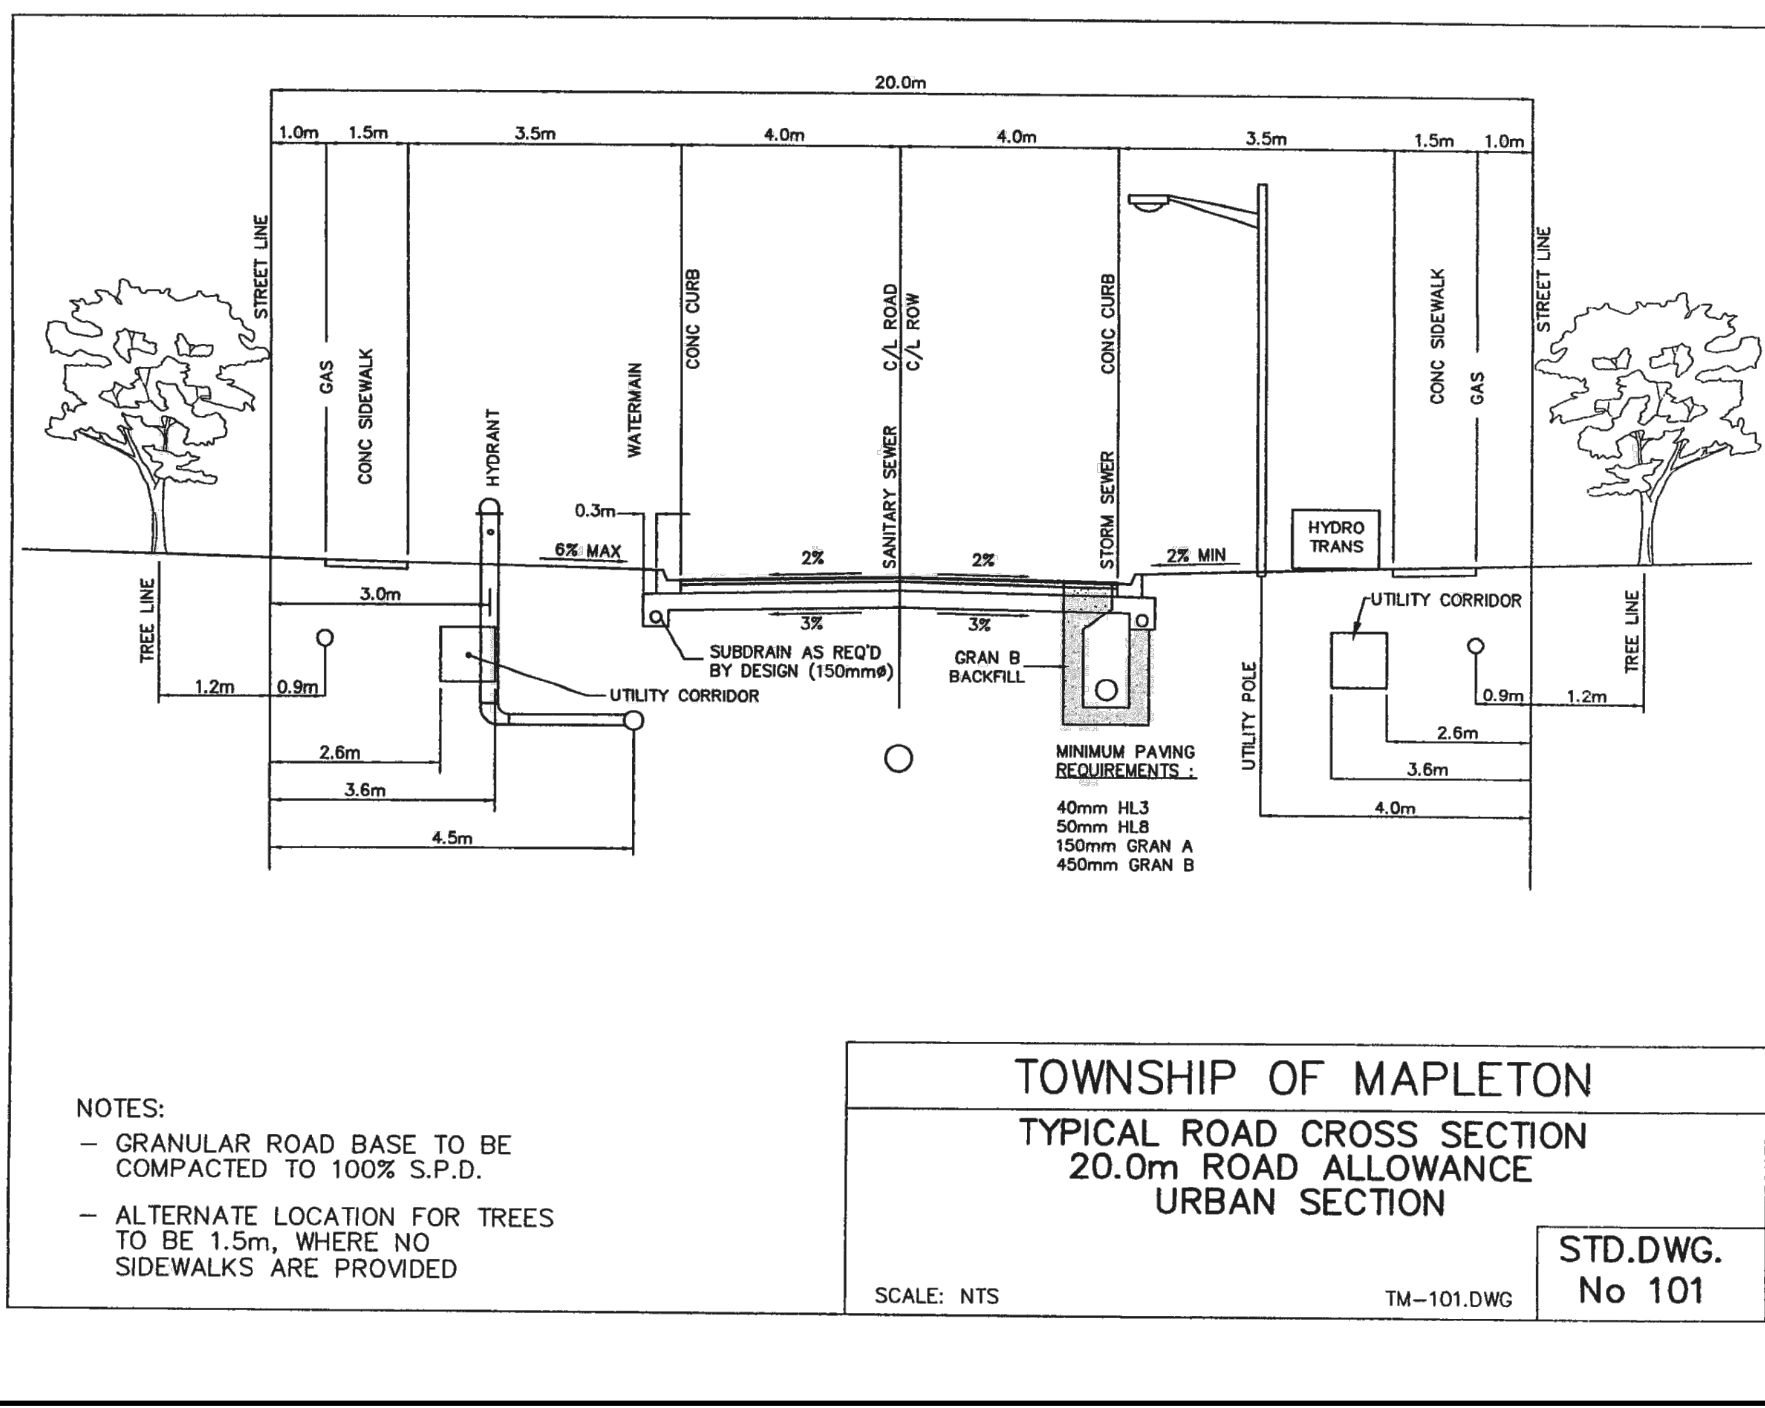 20.0m
1.0m
1.5m
3.5m
4.0m
4.0m
3.5m
1.5m
1.0m
STREET LINE
GAS
CONC SIDEWALK
HYDRANT
WATERMAIN
CONC CURB
SANITARY SEWER
C/L ROAD
C/L ROW
STORM SEWER
CONC CURB
CONC SIDEWALK
GAS
STREET LINE
0.3m
6% MAX
2%
2%
2% MIN
HYDRO
TRANS
3.0m
3%
3%
TREE LINE
1.2m
0.9m
SUBDRAIN AS REQ'D
BY DESIGN (150mmø)
UTILITY CORRIDOR
GRAN B
BACKFILL
UTILITY CORRIDOR
UTILITY POLE
TREE LINE
0.9m
1.2m
2.6m
3.6m
4.5m
2.6m
3.6m
4.0m
MINIMUM PAVING
REQUIREMENTS :
40mm HL3
50mm HL8
150mm GRAN A
450mm GRAN B
NOTES:
— GRANULAR ROAD BASE TO BE
COMPACTED TO 100% S.P.D.
— ALTERNATE LOCATION FOR TREES
TO BE 1.5m, WHERE NO
SIDEWALKS ARE PROVIDED
TOWNSHIP OF MAPLETON
TYPICAL ROAD CROSS SECTION
20.0m ROAD ALLOWANCE
URBAN SECTION
SCALE: NTS
TM-101.DWG
STD.DWG.
No 101